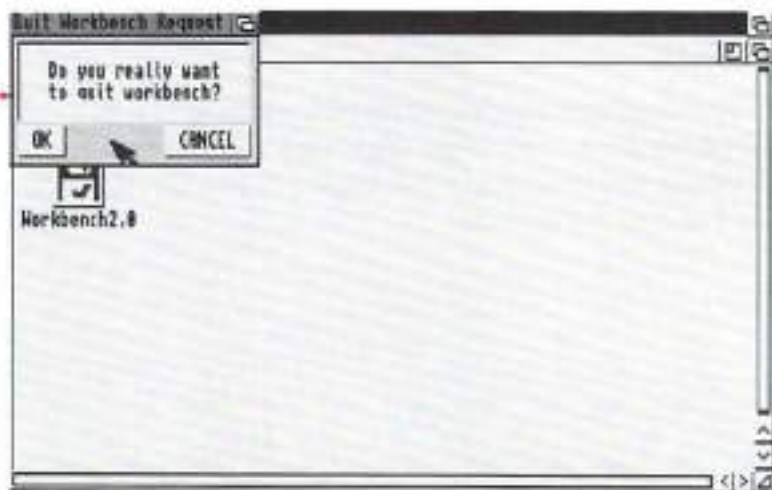 Quit Workbench Request
Do you really want
to quit workbench?
OK
CANCEL
Workbench2.0